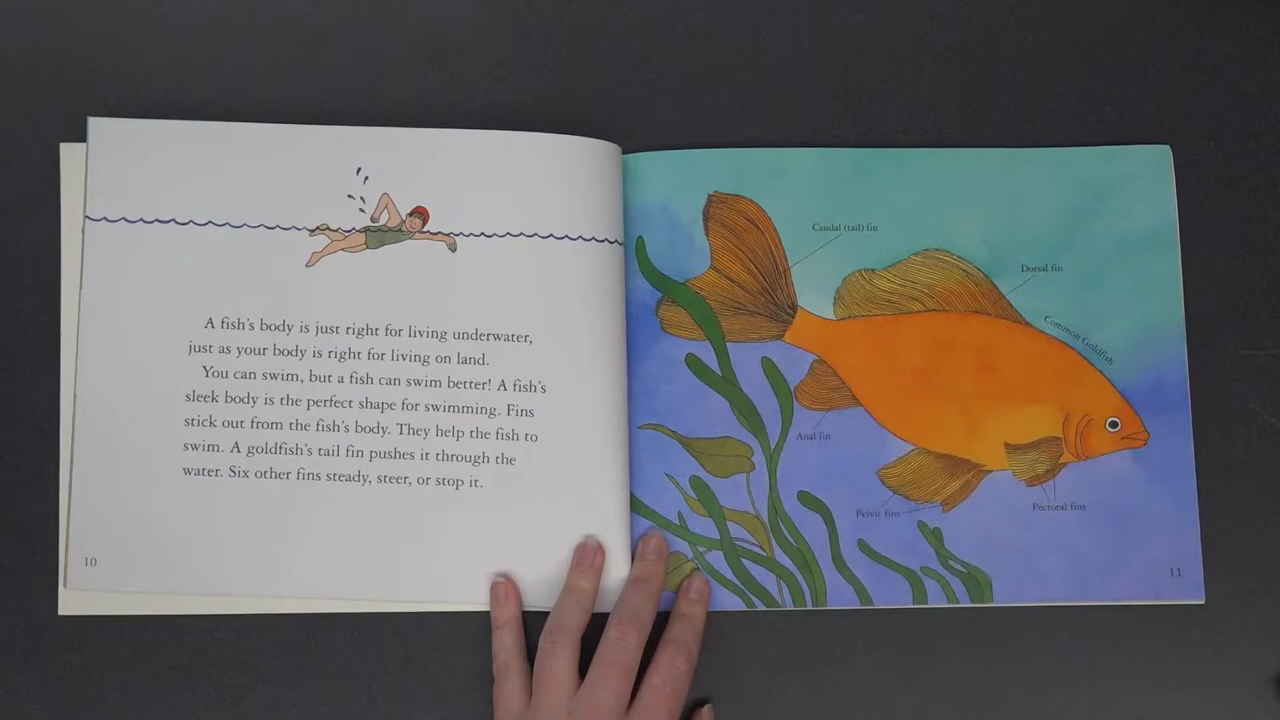 A fish's body is just right for living underwater,
just as your body is right for living on land.
You can swim, but a fish can swim better! A fish's
sleek body is the perfect shape for swimming. Fins
stick out from the fish's body. They help the fish to
swim. A goldfish's tail fin pushes it through the
water. Six other fins steady, steer, or stop it.
10
Caudal (tail) fin
Dorsal fin
Common Goldfish
Anal fin
Pelvic fins
Pectoral fins
11